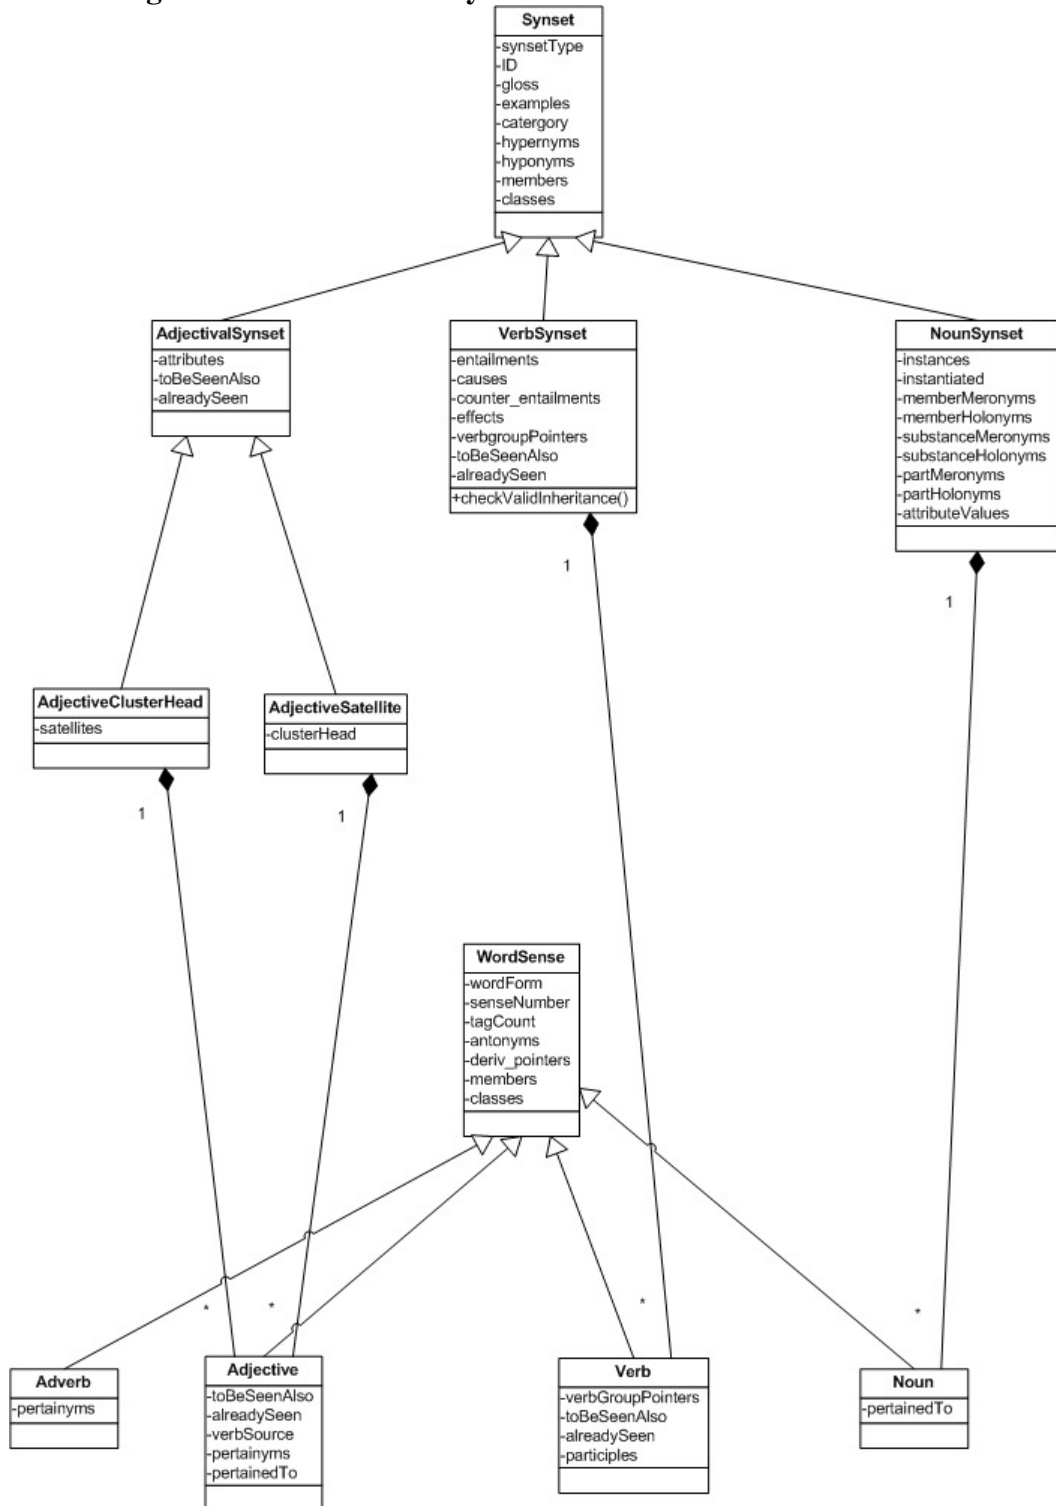 Synset
-synsetType
-ID
-gloss
-examples
-catergory
-hypernyms
-hyponyms
-members
-classes
AdjectivalSynset
-attributes
-toBeSeenAlso
-alreadySeen
VerbSynset
-entailments
-causes
-counter_entailments
-effects
-verbgroupPointers
-toBeSeenAlso
-alreadySeen
+checkValidInheritance()
NounSynset
-instances
-instantiated
-memberMeronyms
-memberHolonyms
-substanceMeronyms
-substanceHolonyms
-partMeronyms
-partHolonyms
-attributeValues
1
1
AdjectiveClusterHead
-satellites
AdjectiveSatellite
-clusterHead
1
1
WordSense
-wordForm
-senseNumber
-tagCount
-antonyms
-deriv_pointers
-members
-classes
*
*
*
*
Adverb
-pertainyms
Adjective
-toBeSeenAlso
-alreadySeen
-verbSource
-pertainyms
-pertainedTo
Verb
-verbGroupPointers
-toBeSeenAlso
-alreadySeen
-participles
Noun
-pertainedTo